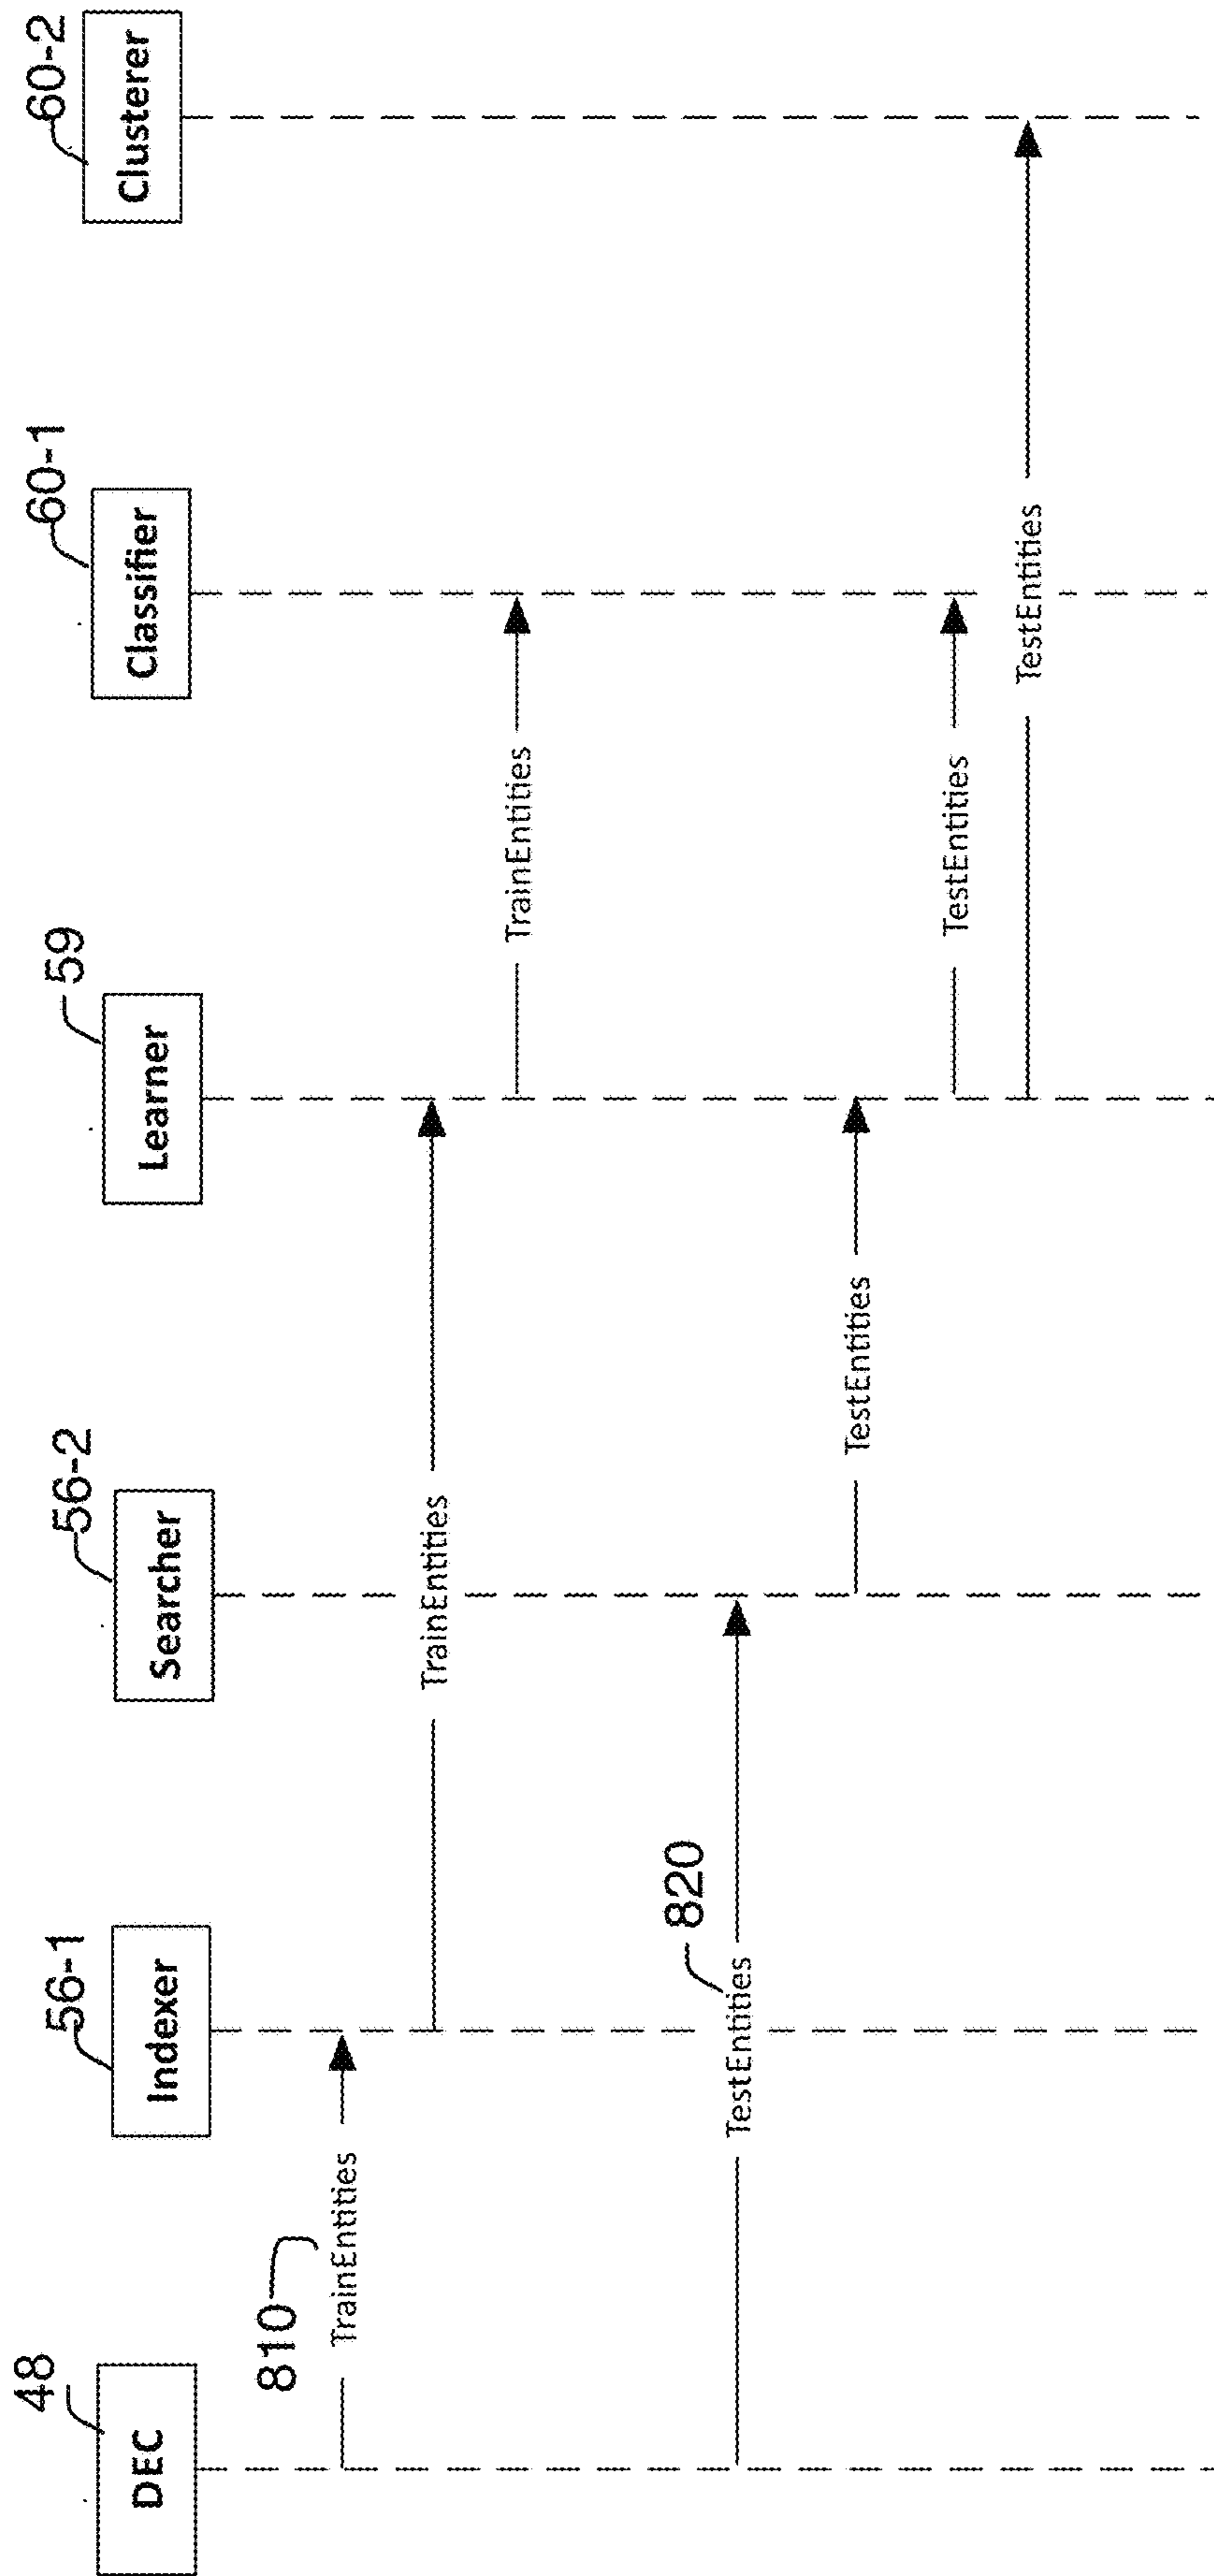 48
56-1
56-2
59
60-1
60-2
DEC
Indexer
Searcher
Learner
Classifier
Clusterer
810
TrainEntities
TrainEntities
TrainEntities
820
TestEntities
TestEntities
TestEntities
TestEntities